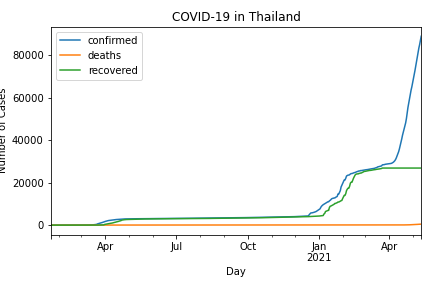 COVID-19 in Thailand
confirmed
deaths
recovered
80000
60000
40000
20000
0
Number of Cases
Apr
Jul
Oct
Jan
2021
Apr
Day